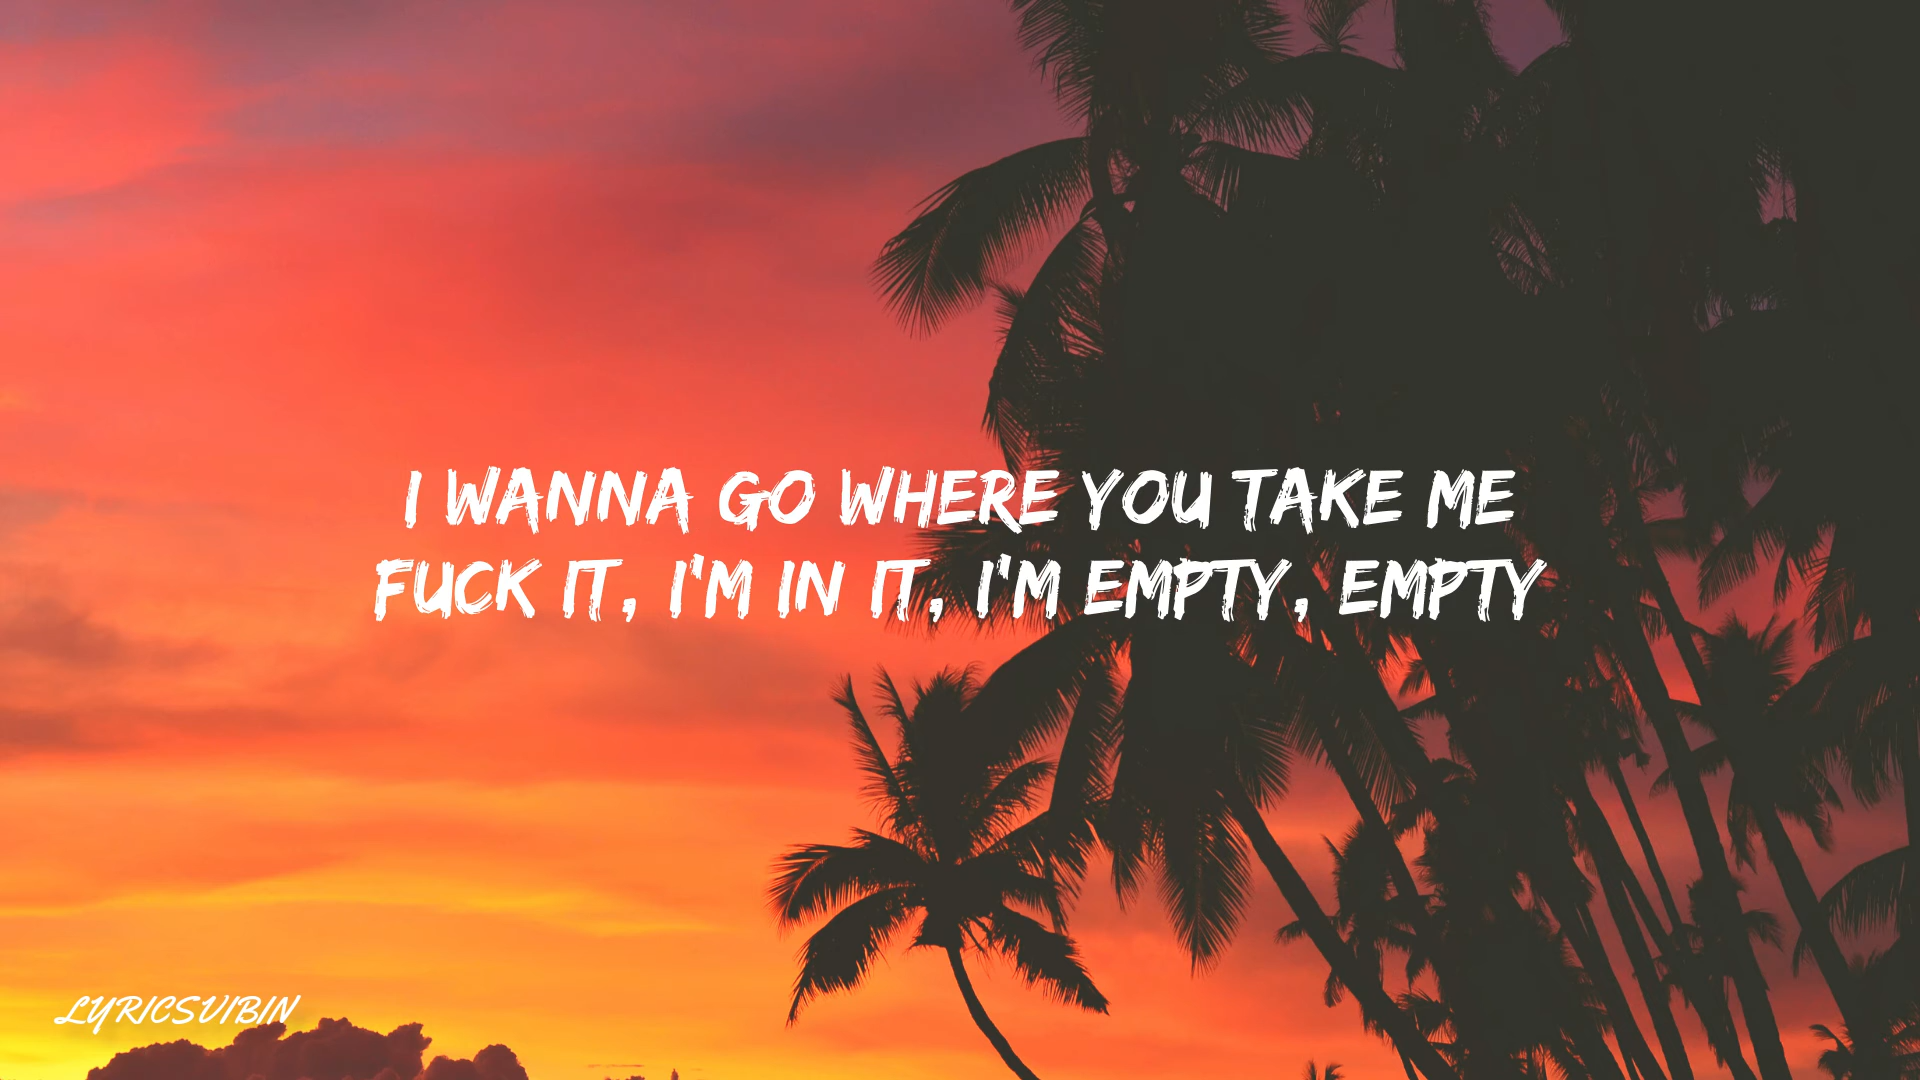 I WANNA GO WHERE YOU TAKE ME
FUCK IT, I'M IN IT, I'M EMPTY, EMPTY
LYRICSVIBIN